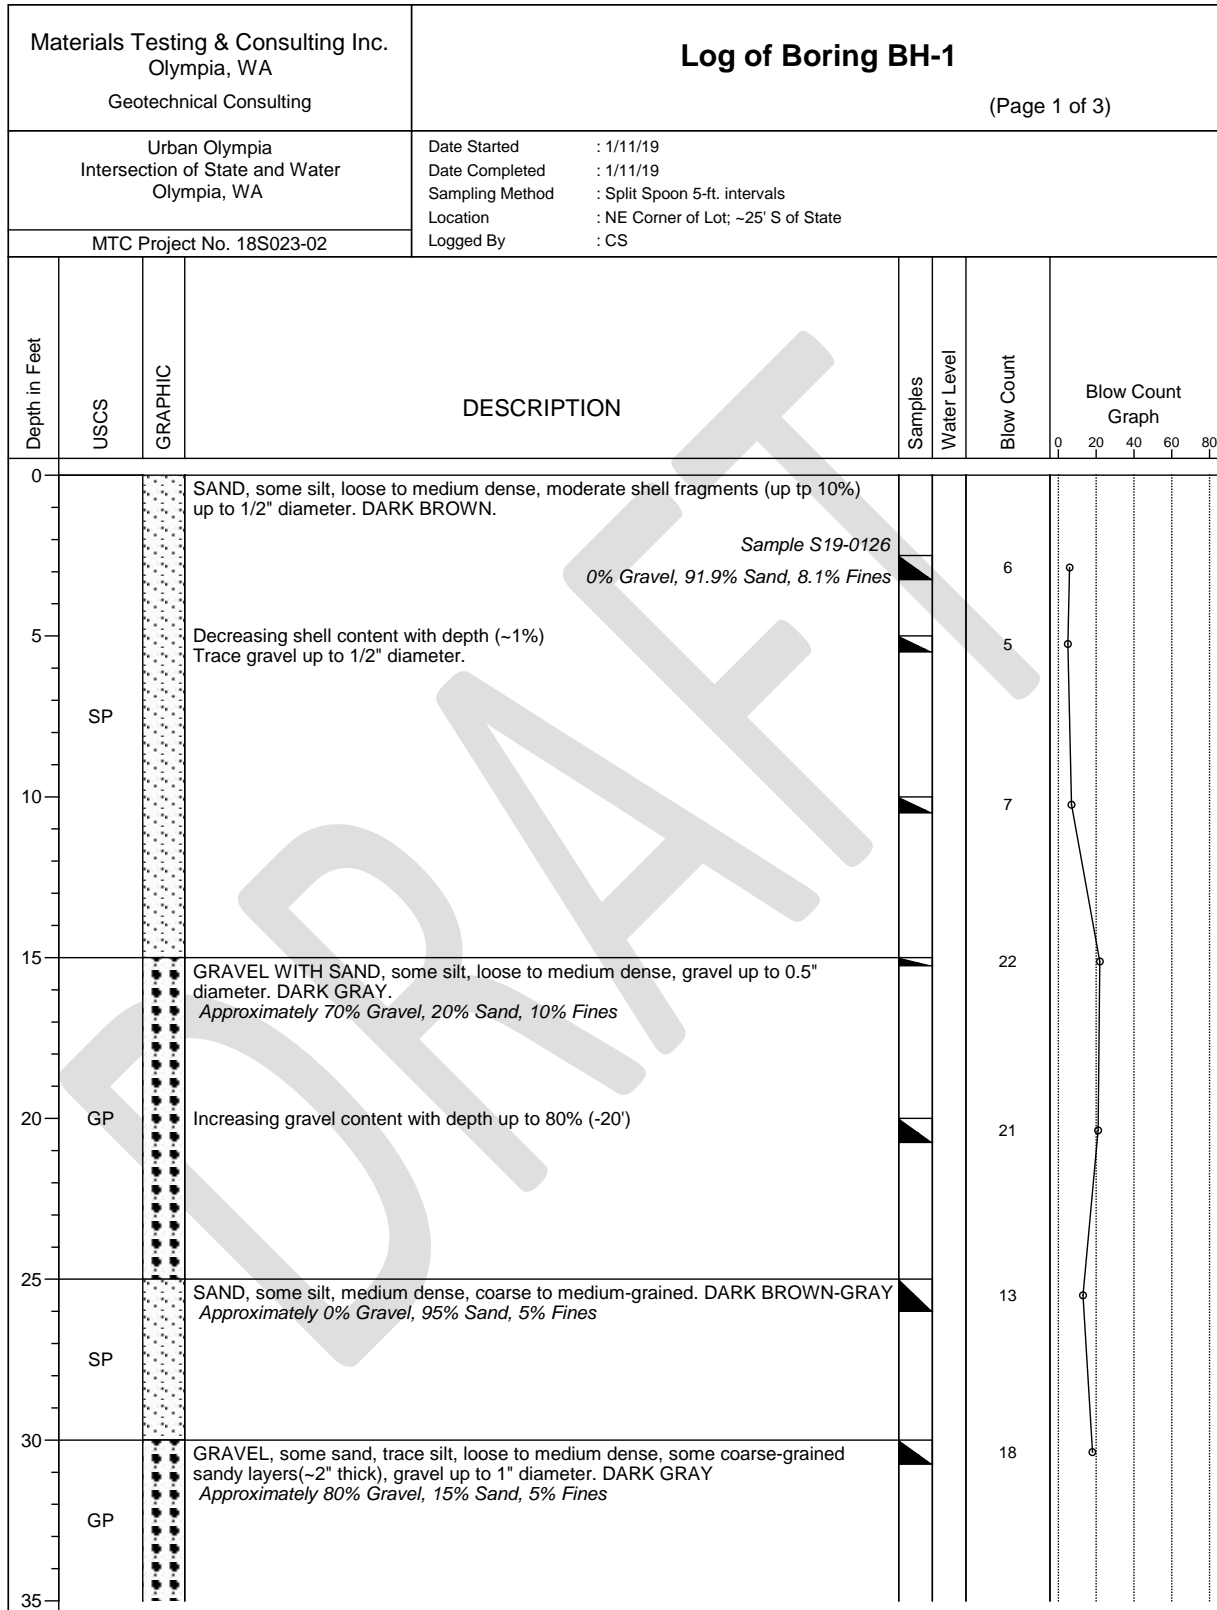 Materials Testing & Consulting Inc.
Olympia, WA
Geotechnical Consulting
Log of Boring BH-1
(Page 1 of 3)
Urban Olympia
Intersection of State and Water
Olympia, WA
MTC Project No. 18S023-02
Date Started : 1/11/19
Date Completed : 1/11/19
Sampling Method : Split Spoon 5-ft. intervals
Location : NE Corner of Lot; ~25' S of State
Logged By : CS
Depth in Feet
USCS
GRAPHIC
DESCRIPTION
Samples
Water Level
Blow Count
Blow Count
Graph
0 20 40 60 80
DRAFT
0
SAND, some silt, loose to medium dense, moderate shell fragments (up tp 10%)
up to 1/2" diameter. DARK BROWN.
Sample S19-0126
0% Gravel, 91.9% Sand, 8.1% Fines
6
5
Decreasing shell content with depth (~1%)
Trace gravel up to 1/2" diameter.
5
SP
10
7
15
GRAVEL WITH SAND, some silt, loose to medium dense, gravel up to 0.5"
diameter. DARK GRAY.
Approximately 70% Gravel, 20% Sand, 10% Fines
22
20
GP
Increasing gravel content with depth up to 80% (-20')
21
25
SAND, some silt, medium dense, coarse to medium-grained. DARK BROWN-GRAY
Approximately 0% Gravel, 95% Sand, 5% Fines
13
SP
30
GRAVEL, some sand, trace silt, loose to medium dense, some coarse-grained
sandy layers(~2" thick), gravel up to 1" diameter. DARK GRAY
Approximately 80% Gravel, 15% Sand, 5% Fines
18
GP
35